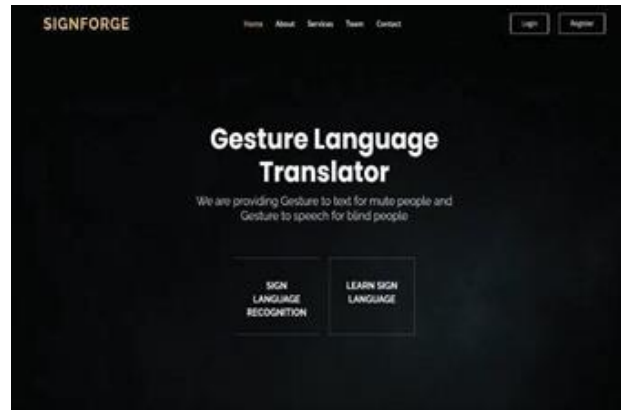 SIGNFORGE
Home About Services Team Contact
Login Register
Gesture Language
Translator
We are providing Gesture to text for mute people and
Gesture to speech for blind people
SIGN
LANGUAGE
RECOGNITION
LEARN SIGN
LANGUAGE